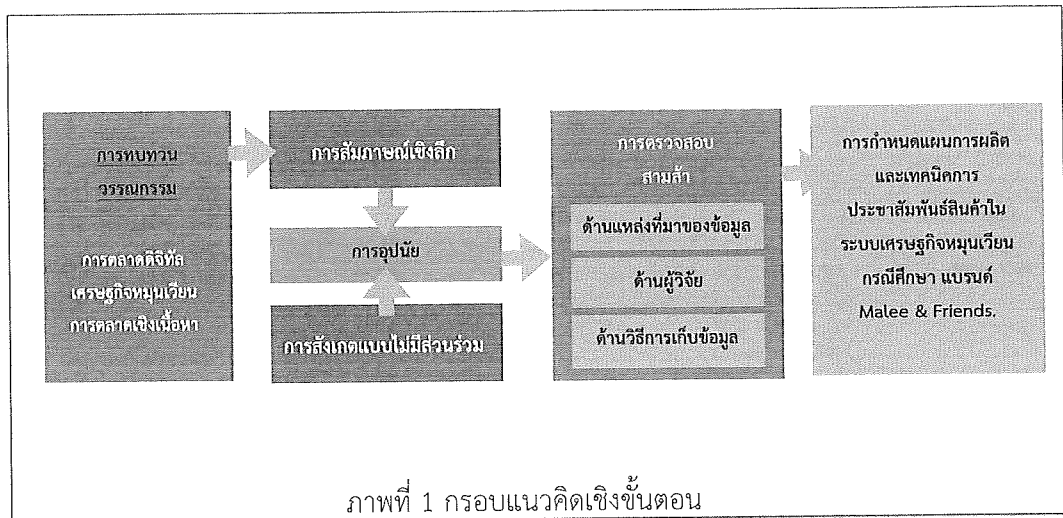 การทบทวน
วรรณกรรม
การตลาดดิจิทัล
เศรษฐกิจหมุนเวียน
การตลาดเชิงเนื้อหา
การสัมภาษณ์เชิงลึก
การอุปนัย
การสังเกตแบบไม่มีส่วนร่วม
การตรวจสอบ
สามส้า
ด้านแหล่งที่มาของข้อมูล
ด้านผู้วิจัย
ด้านวิธีการเก็บข้อมูล
การกำหนดแผนการผลิต
และเทคนิคการ
ประชาสัมพันธ์สินค้าใน
ระบบเศรษฐกิจหมุนเวียน
กรณีศึกษา แบรนด์
Malee & Friends.
ภาพที่ 1 กรอบแนวคิดเชิงขั้นตอน